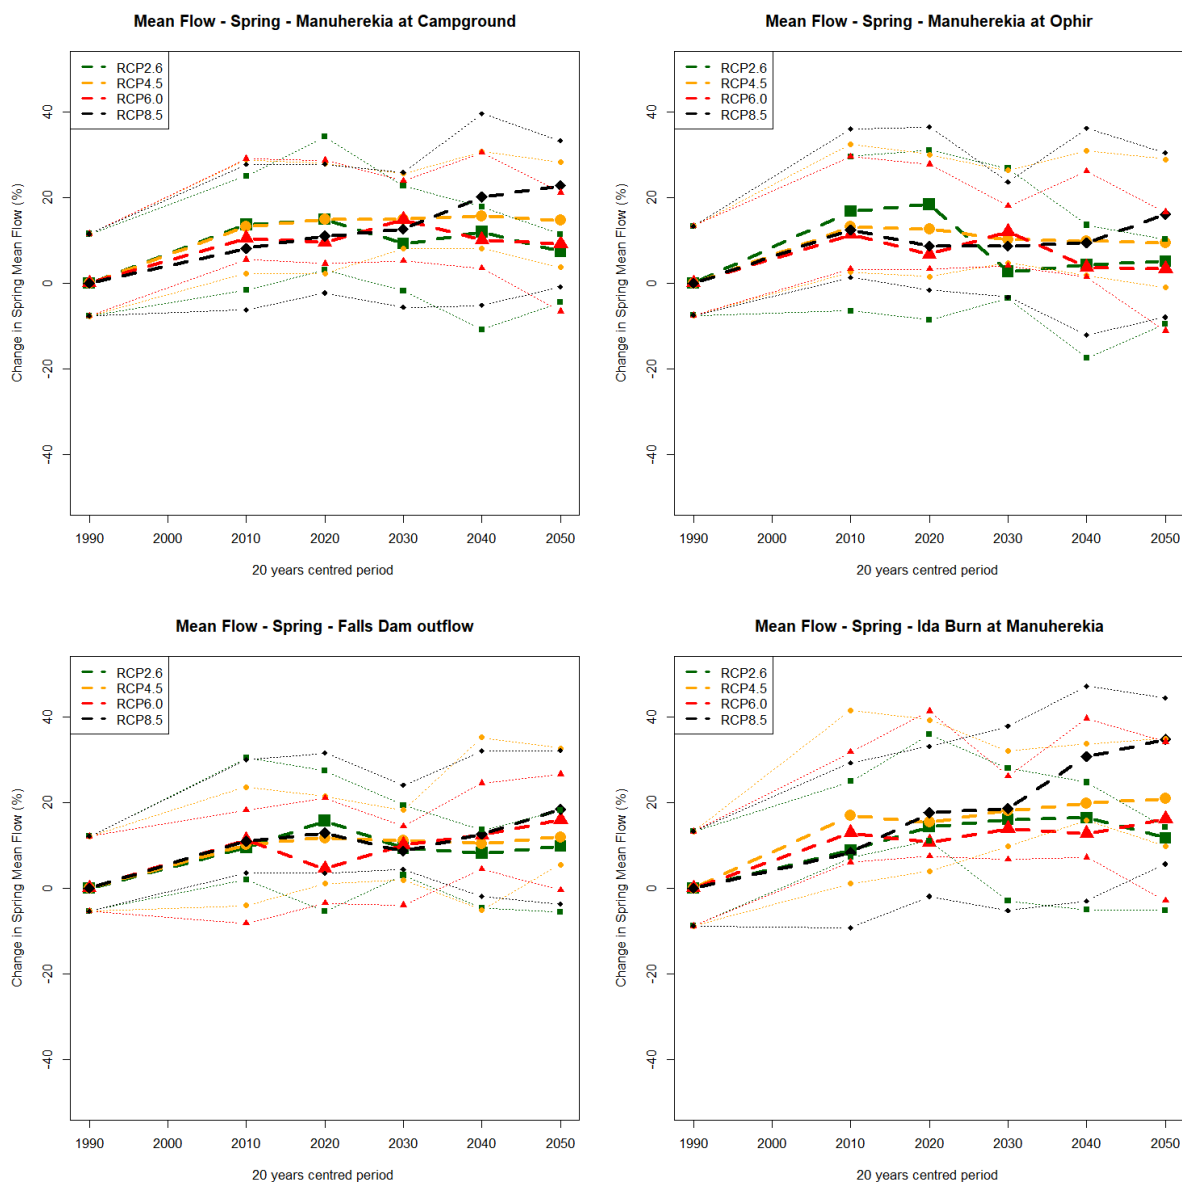 Mean Flow - Spring - Manuherekia at Campground
RCP2.6
RCP4.5
RCP6.0
RCP8.5
Change in Spring Mean Flow (%)
40
20
0
-20
-40
1990 2000 2010 2020 2030 2040 2050
20 years centred period
Mean Flow - Spring - Manuherekia at Ophir
RCP2.6
RCP4.5
RCP6.0
RCP8.5
Change in Spring Mean Flow (%)
40
20
0
-20
-40
1990 2000 2010 2020 2030 2040 2050
20 years centred period
Mean Flow - Spring - Falls Dam outflow
RCP2.6
RCP4.5
RCP6.0
RCP8.5
Change in Spring Mean Flow (%)
40
20
0
-20
-40
1990 2000 2010 2020 2030 2040 2050
20 years centred period
Mean Flow - Spring - Ida Burn at Manuherekia
RCP2.6
RCP4.5
RCP6.0
RCP8.5
Change in Spring Mean Flow (%)
40
20
0
-20
-40
1990 2000 2010 2020 2030 2040 2050
20 years centred period